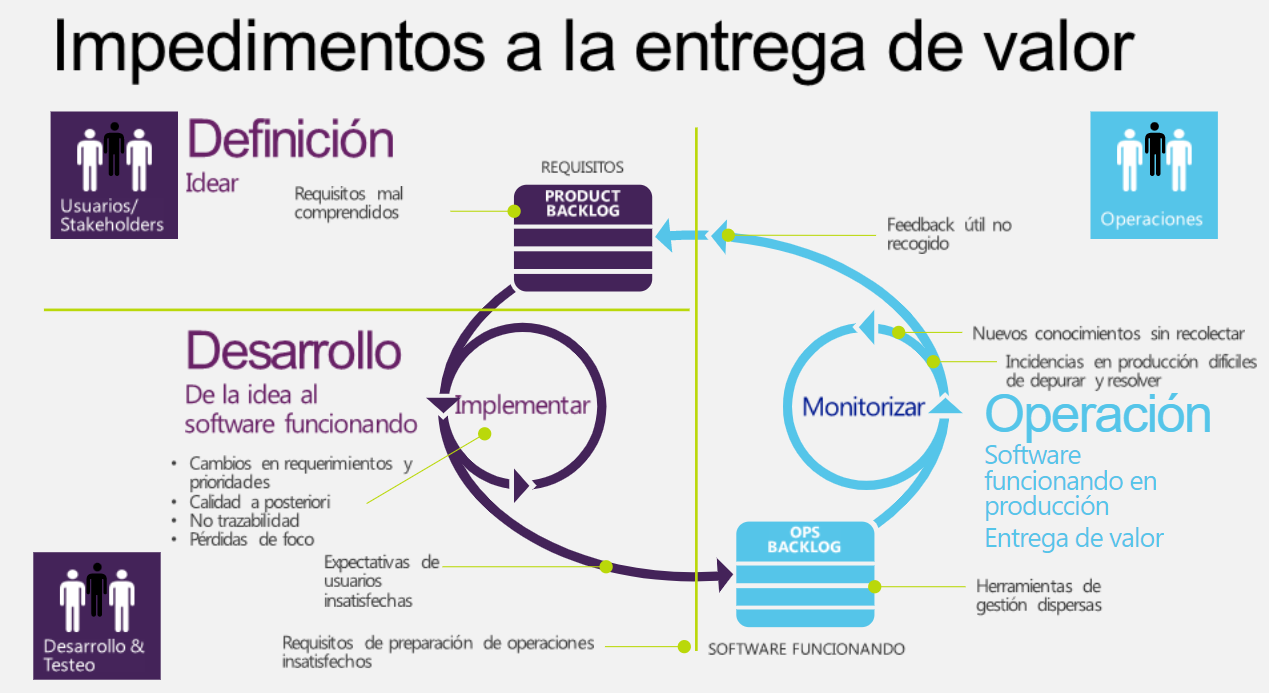 Impedimentos a la entrega de valor
Usuarios/
Stakeholders
Definición
Idear
Requisitos mal
comprendidos
REQUISITOS
PRODUCT
BACKLOG
Feedback útil no
recogido
Operaciones
Desarrollo
De la idea al
software funcionando
• Cambios en requerimientos y
prioridades
• Calidad a posteriori
• No trazabilidad
• Pérdidas de foco
Implementar
Monitorizar
Nuevos conocimientos sin recolectar
Incidencias en producción difíciles
de depurar y resolver
Operación
Software
funcionando en
producción
Entrega de valor
Desarrollo &
Testeo
Expectativas de
usuarios
insatisfechas
Requisitos de preparación de operaciones
insatisfechos
OPS
BACKLOG
SOFTWARE FUNCIONANDO
Herramientas de
gestión dispersas